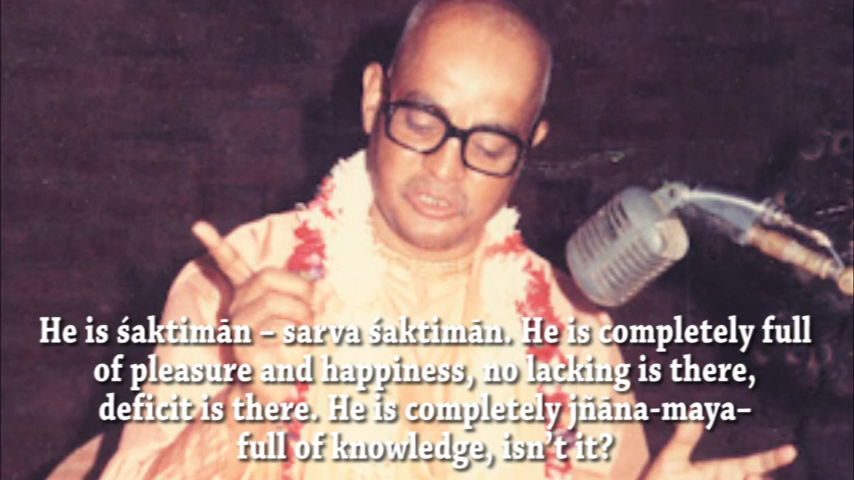 He is śaktimān – sarva śaktimān. He is completely full
of pleasure and happiness, no lacking is there,
deficit is there. He is completely jñāna-maya–
full of knowledge, isn't it?